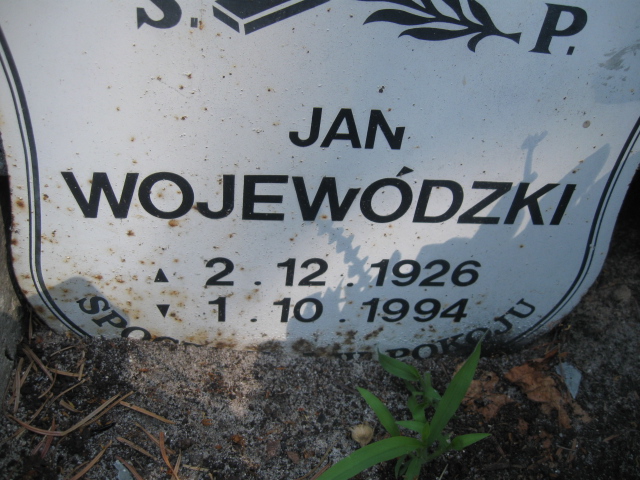 Ś. P.
JAN
WOJEWÓDZKI
▲ 2.12.1926
▼ 1.10.1994
POKOJU